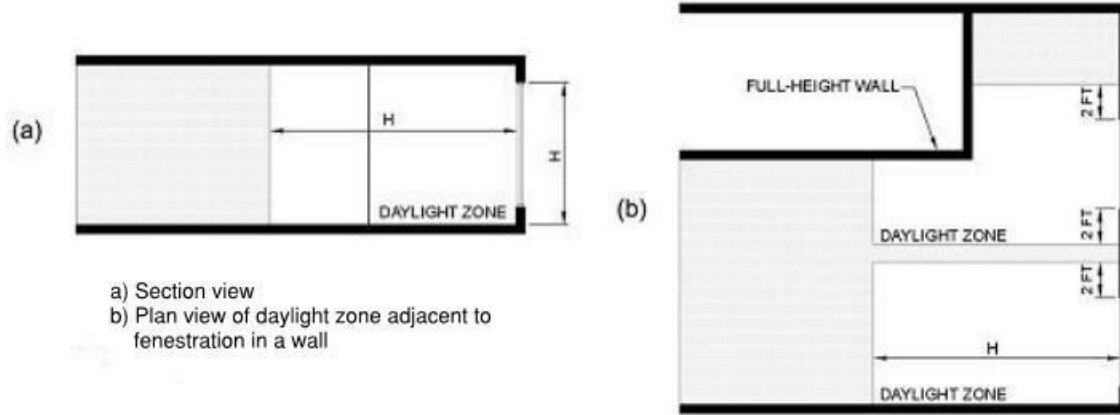 (a)
H
H
DAYLIGHT ZONE
a) Section view
b) Plan view of daylight zone adjacent to
fenestration in a wall
(b)
FULL-HEIGHT WALL
2 FT
2 FT
DAYLIGHT ZONE
2 FT
H
DAYLIGHT ZONE